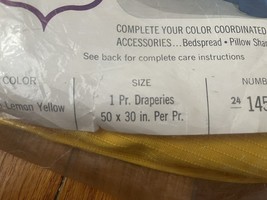 COMPLETE YOUR COLOR COORDINATED
ACCESSORIES...Bedspread • Pillow Sha
See back for complete care instructions
COLOR SIZE NUMB
Lemon Yellow 1 Pr. Draperies 24 145
50 x 30 in. Per Pr.